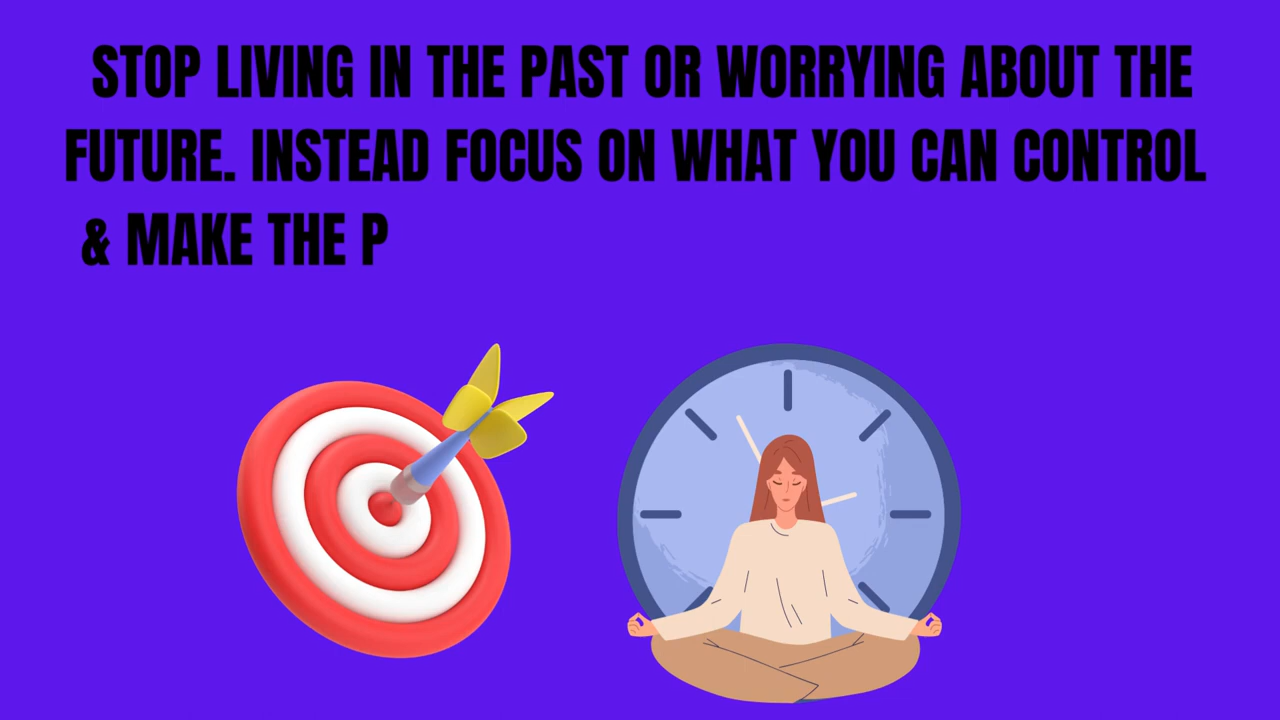 STOP LIVING IN THE PAST OR WORRYING ABOUT THE
FUTURE. INSTEAD FOCUS ON WHAT YOU CAN CONTROL
& MAKE THE P